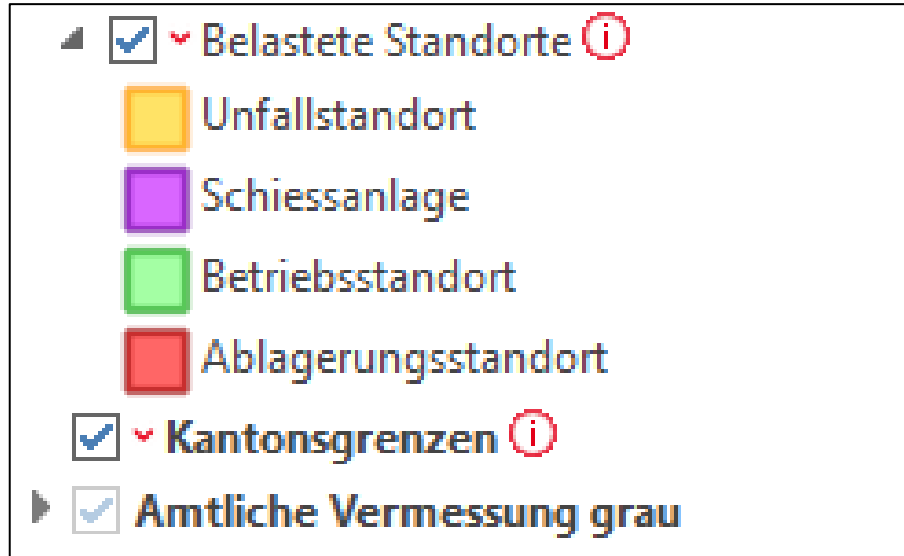 Belastete Standorte
Unfallstandort
Schiessanlage
Betriebsstandort
Ablagerungsstandort
Kantonsgrenzen
Amtliche Vermessung grau